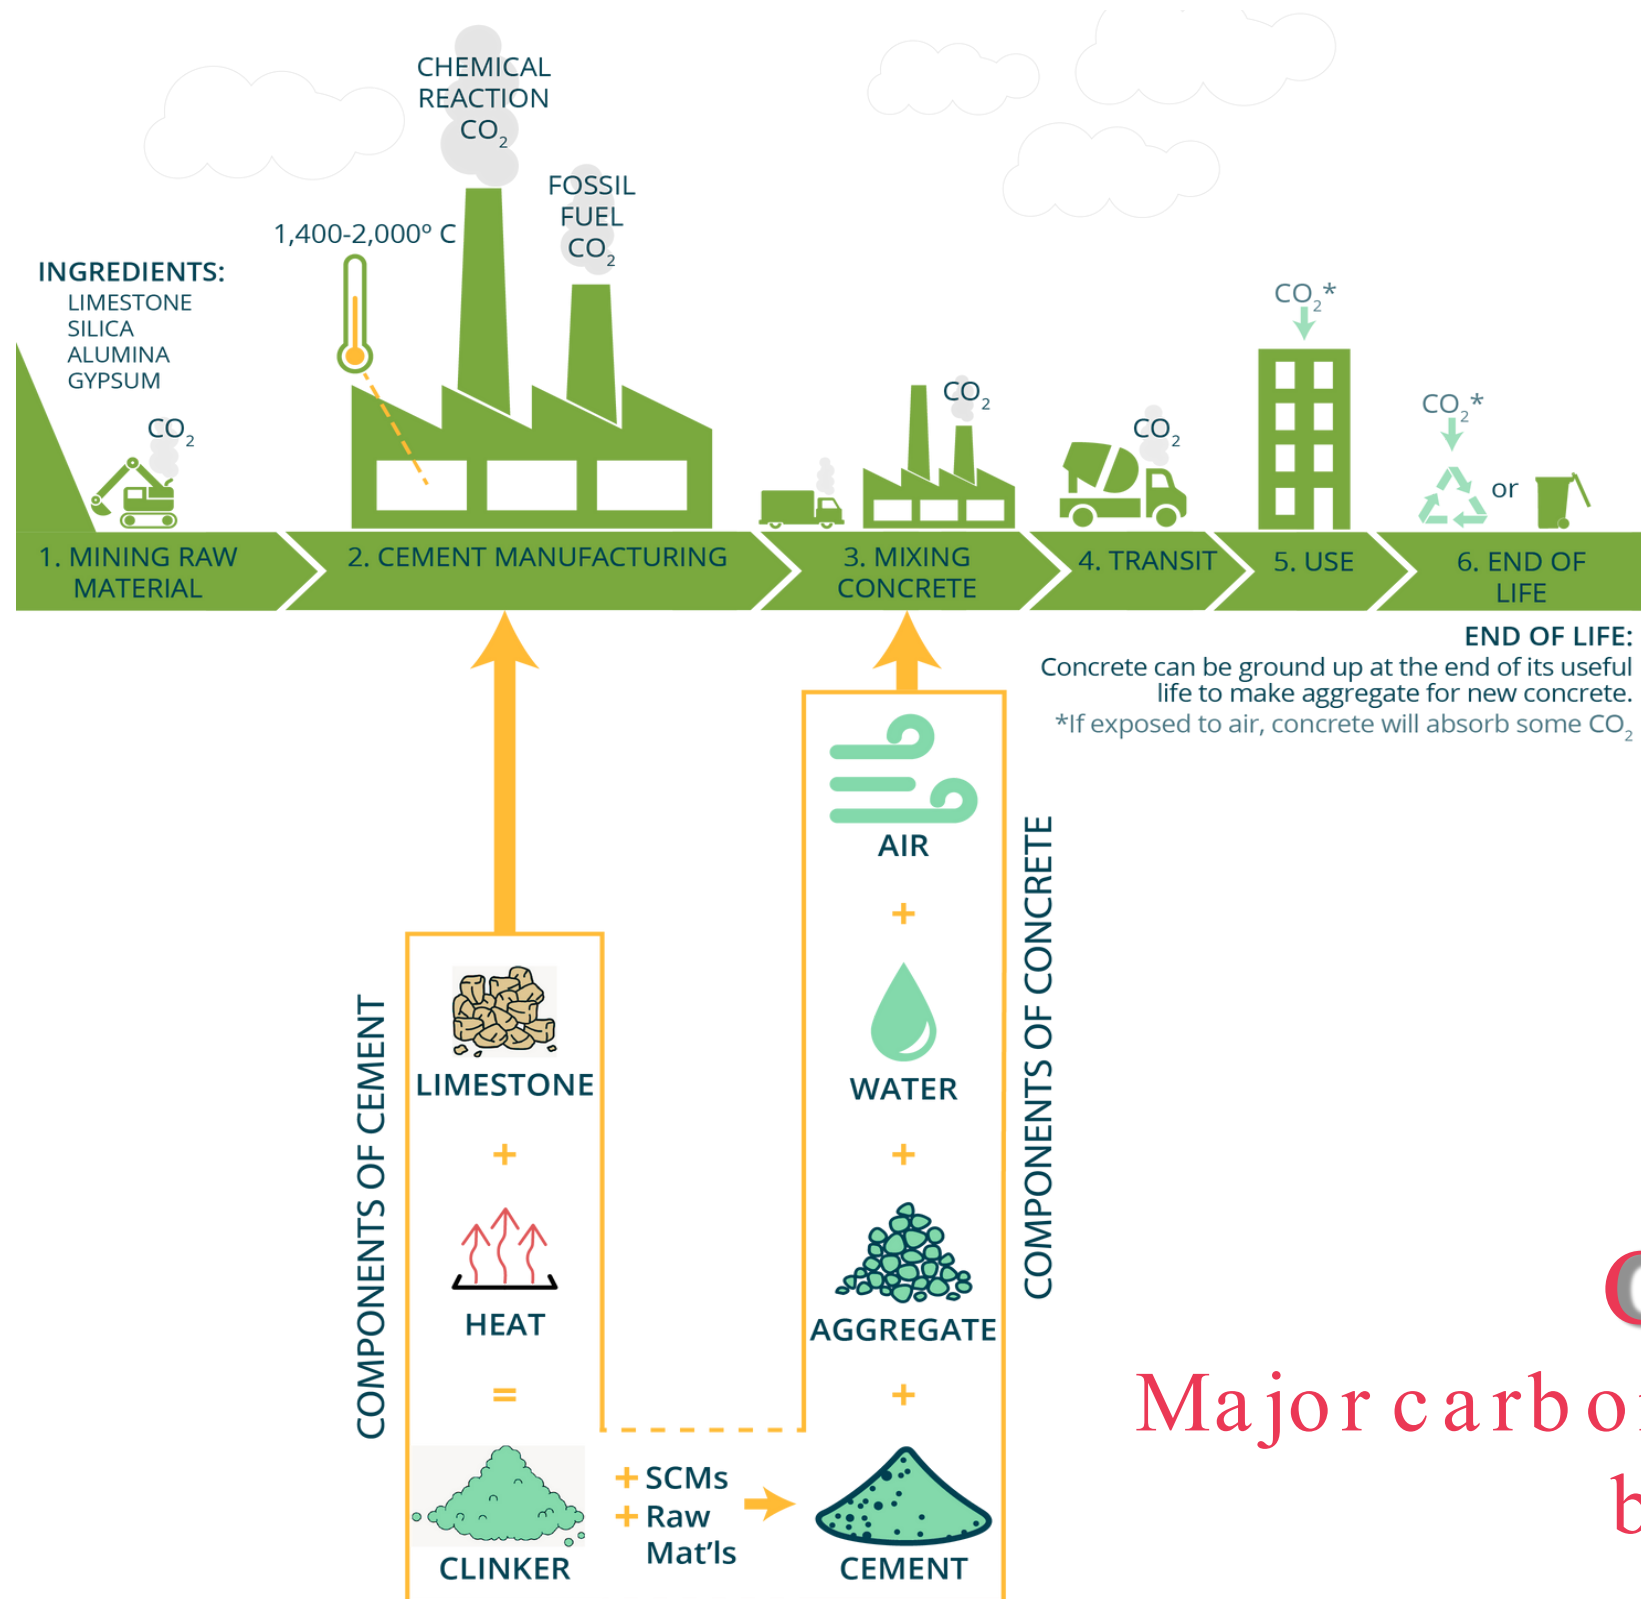 CHEMICAL
REACTION
CO₂
FOSSIL
FUEL
CO₂
1,400-2,000º C
INGREDIENTS:
LIMESTONE
SILICA
ALUMINA
GYPSUM
CO₂
CO₂
CO₂
CO₂*
CO₂*
or
1. MINING RAW
MATERIAL
2. CEMENT MANUFACTURING
3. MIXING
CONCRETE
4. TRANSIT
5. USE
6. END OF
LIFE
END OF LIFE:
Concrete can be ground up at the end of its useful
life to make aggregate for new concrete.
*If exposed to air, concrete will absorb some CO₂
COMPONENTS OF CEMENT
LIMESTONE
+
HEAT
=
CLINKER
+ SCMs
+ Raw
Mat’ls
COMPONENTS OF CONCRETE
AIR
+
WATER
+
AGGREGATE
+
CEMENT
Major